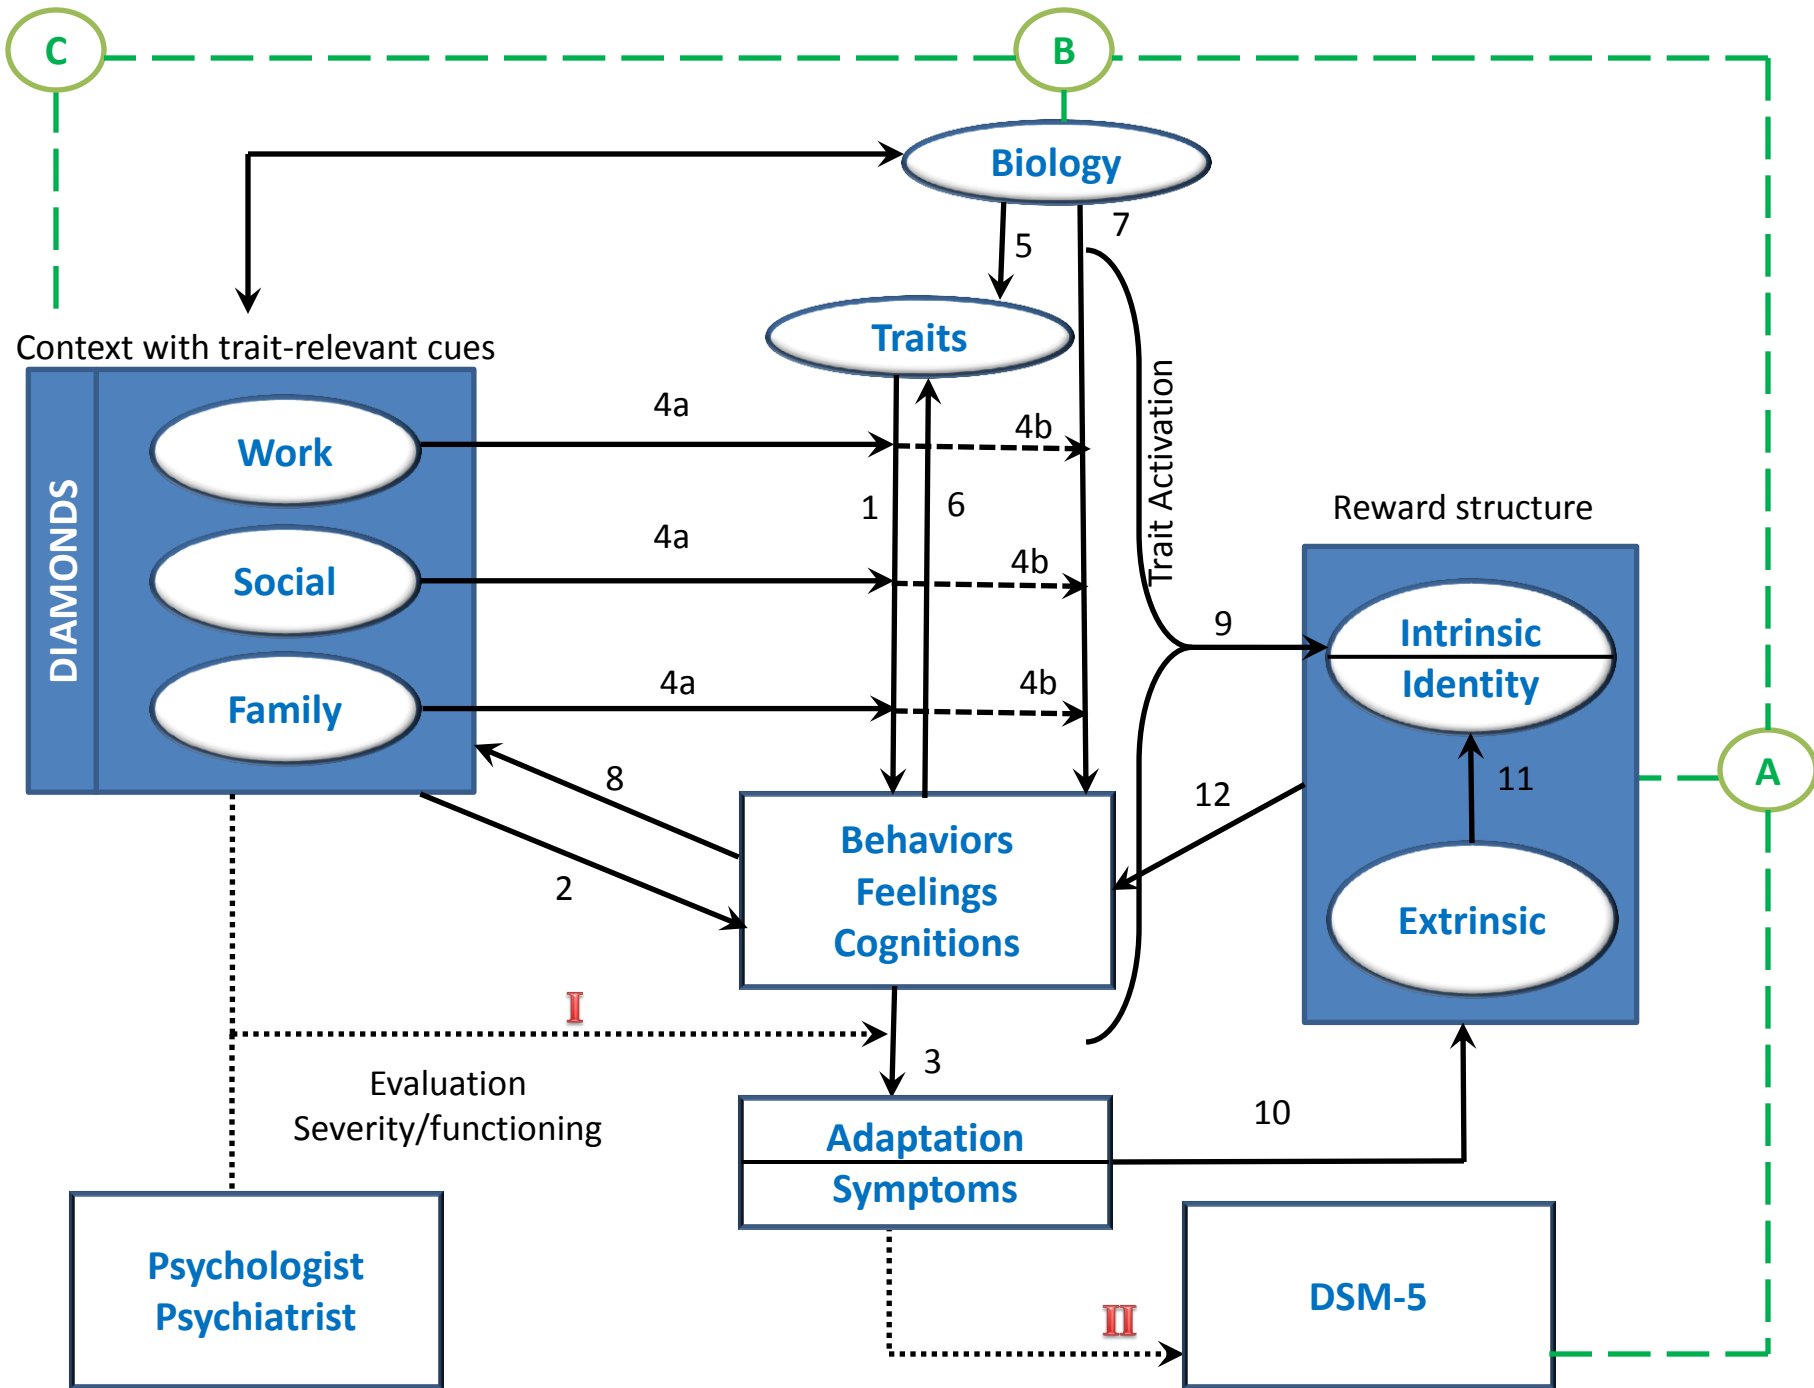 C
B
Biology
7
5
Traits
Context with trait-relevant cues
DIAMONDS
Work
Social
Family
4a
4a
4a
4b
4b
4b
1
6
Trait Activation
Reward structure
9
Intrinsic
Identity
11
Extrinsic
A
8
2
12
Behaviors
Feelings
Cognitions
I
3
Evaluation
Severity/functioning
Adaptation
Symptoms
10
Psychologist
Psychiatrist
II
DSM-5